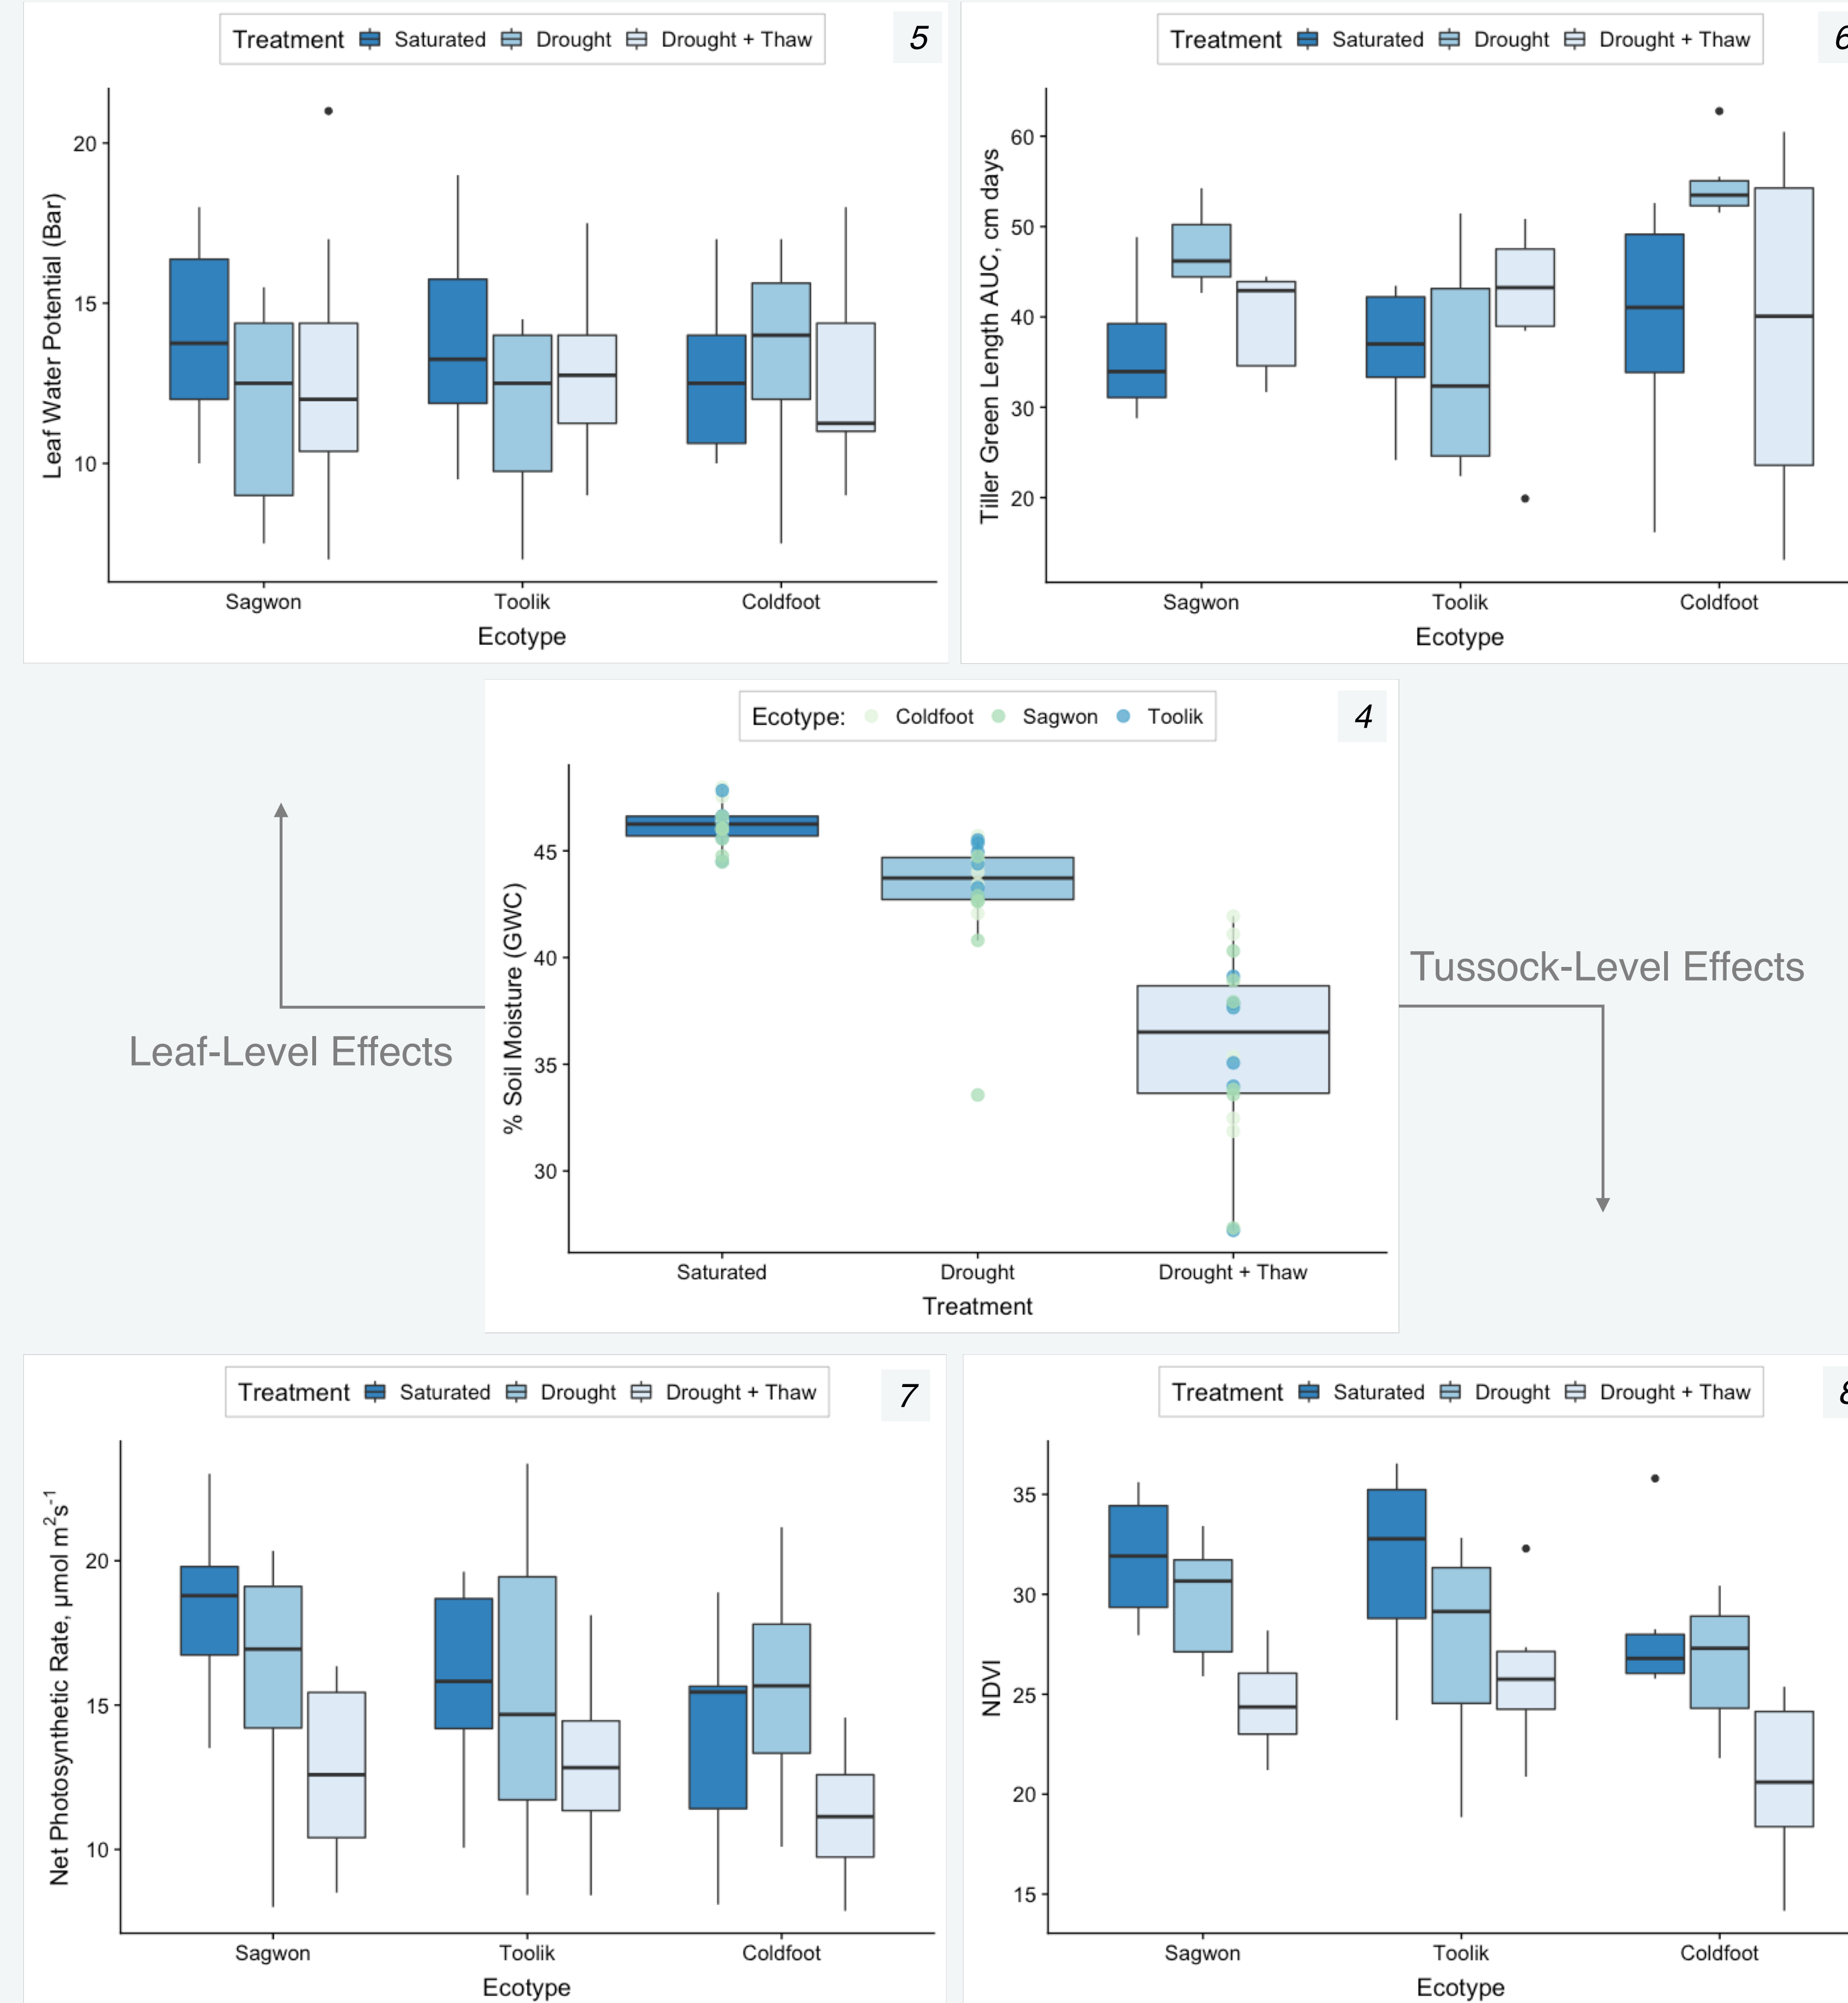 Treatment Saturated Drought Drought + Thaw
5
Leaf Water Potential (Bar)
20
15
10
Sagwon Toolik Coldfoot
Ecotype
Treatment Saturated Drought Drought + Thaw
6
Tiller Green Length AUC, cm days
60
50
40
30
20
Sagwon Toolik Coldfoot
Ecotype
Ecotype: Coldfoot Sagwon Toolik
4
% Soil Moisture (GWC)
45
40
35
30
Saturated Drought Drought + Thaw
Treatment
Leaf-Level Effects
Tussock-Level Effects
Treatment Saturated Drought Drought + Thaw
7
Net Photosynthetic Rate, µmol m²s⁻¹
20
15
10
Sagwon Toolik Coldfoot
Ecotype
Treatment Saturated Drought Drought + Thaw
8
NDVI
35
30
25
20
15
Sagwon Toolik Coldfoot
Ecotype